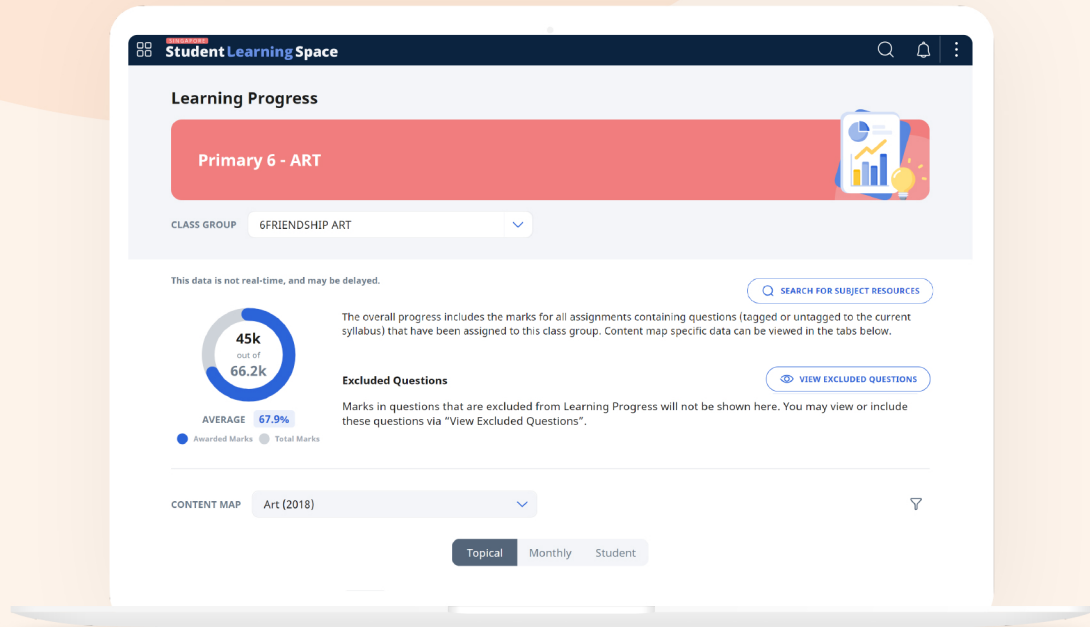 SINGAPORE
Student Learning Space
Learning Progress
Primary 6 - ART
CLASS GROUP
6FRIENDSHIP ART
This data is not real-time, and may be delayed.
SEARCH FOR SUBJECT RESOURCES
45k
out of
66.2k
AVERAGE 67.9%
Awarded Marks Total Marks
The overall progress includes the marks for all assignments containing questions (tagged or untagged to the current
syllabus) that have been assigned to this class group. Content map specific data can be viewed in the tabs below.
Excluded Questions
VIEW EXCLUDED QUESTIONS
Marks in questions that are excluded from Learning Progress will not be shown here. You may view or include
these questions via “View Excluded Questions”.
CONTENT MAP
Art (2018)
Topical Monthly Student